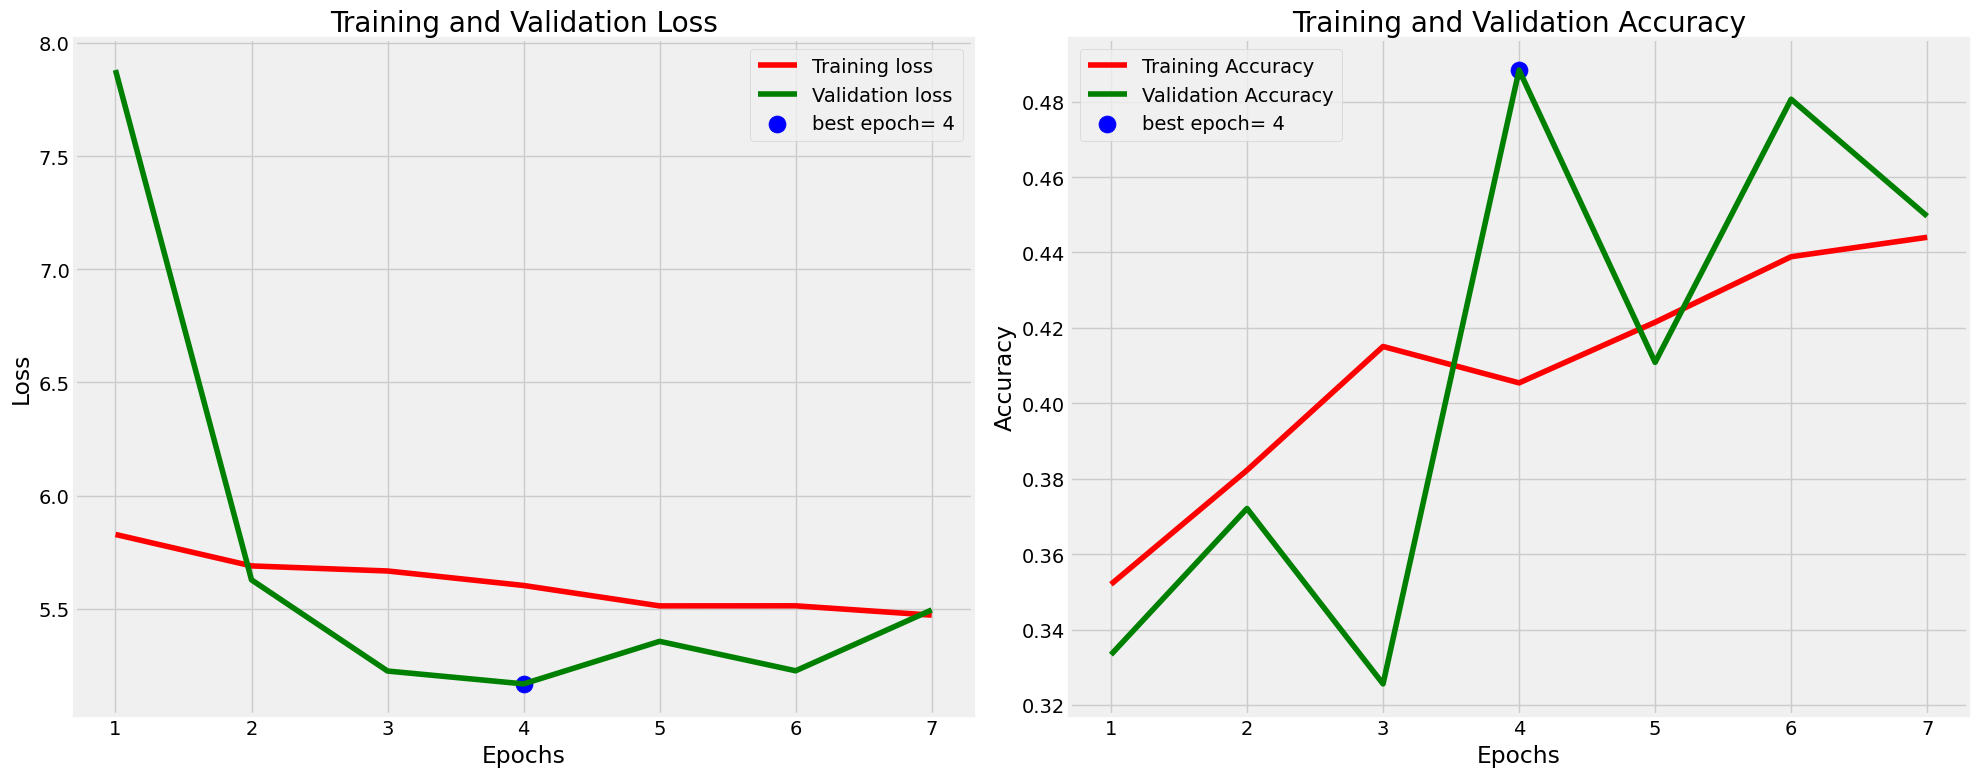 Training and Validation Loss
8.0
7.5
7.0
6.5
6.0
5.5
Loss
Training loss
Validation loss
best epoch= 4
1 2 3 4 5 6 7
Epochs
Training and Validation Accuracy
0.48
0.46
0.44
0.42
0.40
0.38
0.36
0.34
0.32
Accuracy
Training Accuracy
Validation Accuracy
best epoch= 4
1 2 3 4 5 6 7
Epochs